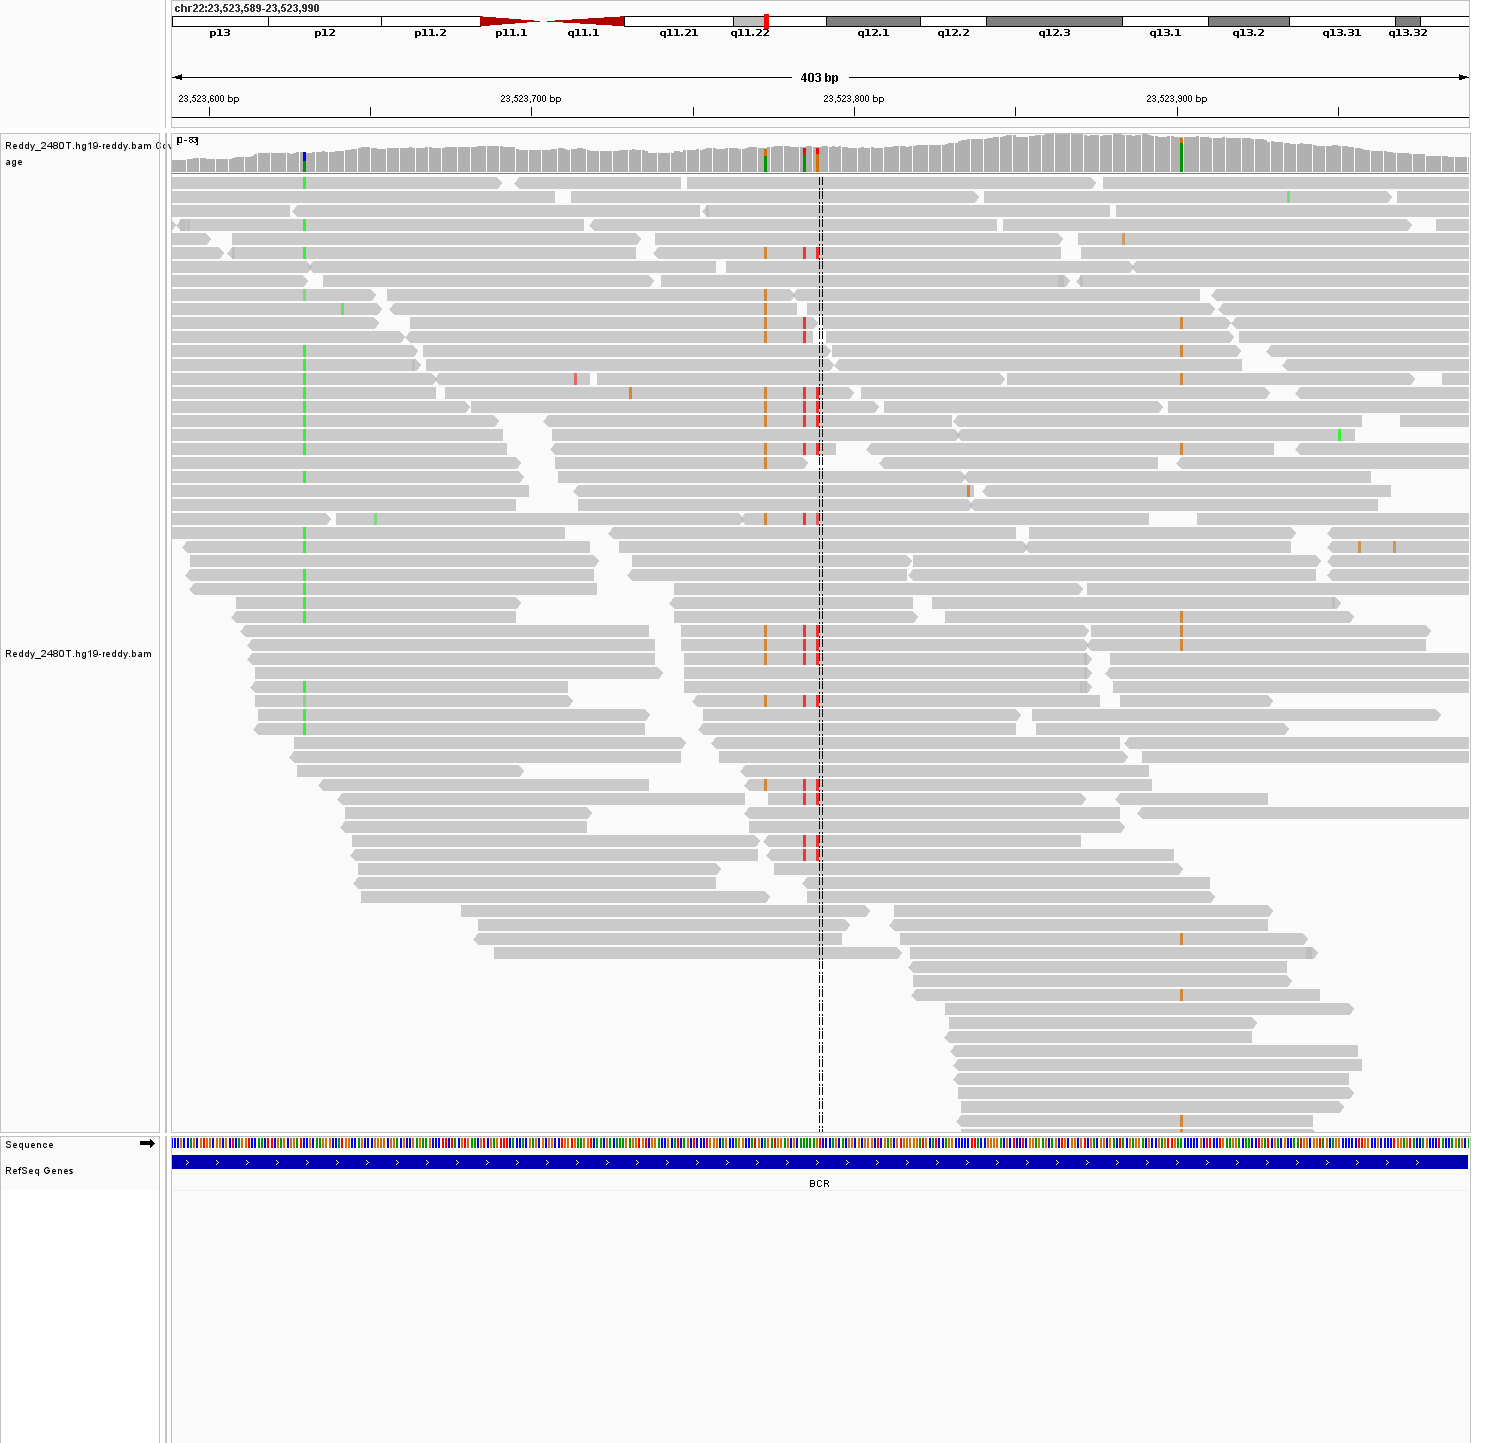 chr22:23,523,589-23,523,990
p13 p12 p11.2 p11.1 q11.1 q11.21 q11.22 q12.1 q12.2 q12.3 q13.1 q13.2 q13.31 q13.32
403 bp
23,523,600 bp 23,523,700 bp 23,523,800 bp 23,523,900 bp
[0-83]
Reddy_2480T.hg19-reddy.bam Cov
age
Reddy_2480T.hg19-reddy.bam
Sequence
RefSeq Genes
BCR